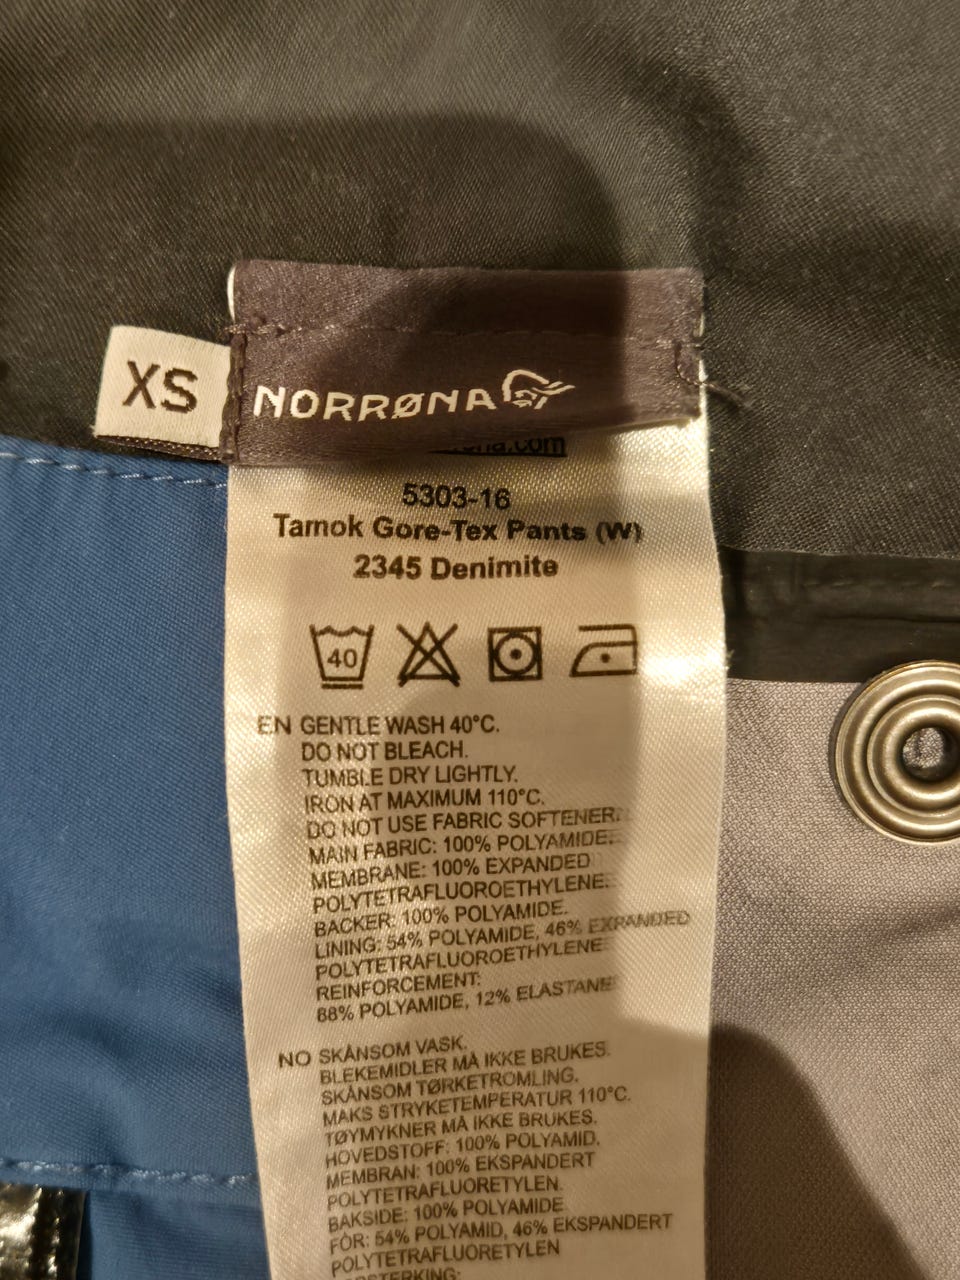 XS
NORRØNA
5303-16
Tamok Gore-Tex Pants (W)
2345 Denimite
40
EN GENTLE WASH 40°C.
DO NOT BLEACH.
TUMBLE DRY LIGHTLY.
IRON AT MAXIMUM 110°C.
DO NOT USE FABRIC SOFTENER.
MAIN FABRIC: 100% POLYAMIDE.
MEMBRANE: 100% EXPANDED
POLYTETRAFLUOROETHYLENE.
BACKER: 100% POLYAMIDE.
LINING: 54% POLYAMIDE, 46% EXPANDED
POLYTETRAFLUOROETHYLENE
REINFORCEMENT:
88% POLYAMIDE, 12% ELASTANE
NO SKÅNSOM VASK.
BLEKEMIDLER MÅ IKKE BRUKES.
SKÅNSOM TØRKETROMLING.
MAKS STRYKETEMPERATUR 110°C.
TØYMYKNER MÅ IKKE BRUKES.
HOVEDSTOFF: 100% POLYAMID.
MEMBRAN: 100% EKSPANDERT
POLYTETRAFLUORETYLEN.
BAKSIDE: 100% POLYAMIDE.
FÔR: 54% POLYAMID, 46% EKSPANDERT
POLYTETRAFLUORETYLEN